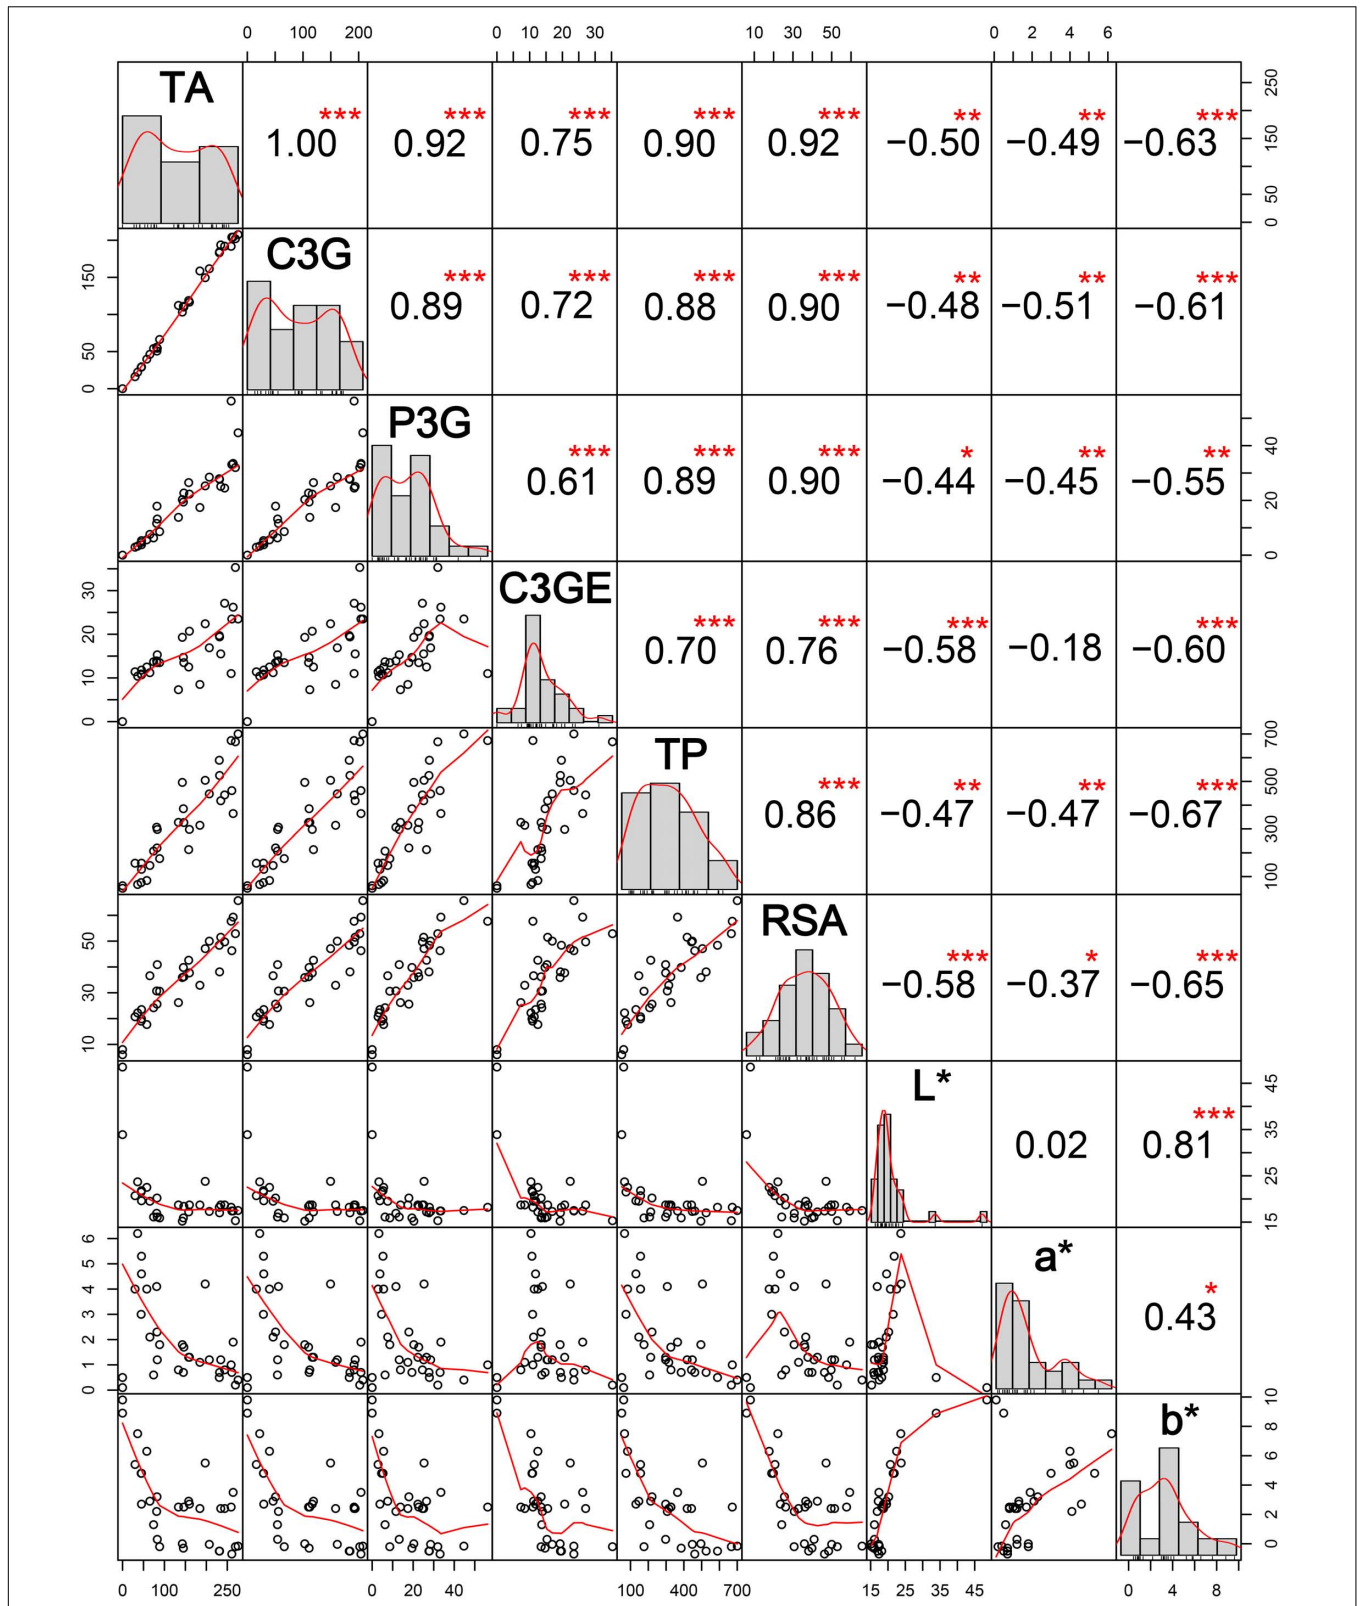 0 100 200 0 10 20 30 10 30 50 0 2 4 6
TA *** *** *** *** *** ** ** ***
1.00 0.92 0.75 0.90 0.92 −0.50 −0.49 −0.63
0 50 150 250
C3G *** *** *** *** ** ** ***
0.89 0.72 0.88 0.90 −0.48 −0.51 −0.61
0 50 150
P3G *** *** *** * ** **
0.61 0.89 0.90 −0.44 −0.45 −0.55
0 20 40
C3GE *** *** *** ***
0.70 0.76 −0.58 −0.18 −0.60
0 10 20 30
TP *** ** ** ***
0.86 −0.47 −0.47 −0.67
100 300 500 700
RSA *** * ***
−0.58 −0.37 −0.65
10 30 50
L* ***
0.02 0.81
15 25 35 45
a* *
0.43
0 1 2 3 4 5 6
b*
0 2 4 6 8 10
0 100 250 0 20 40 100 400 700 15 25 35 45 0 4 8